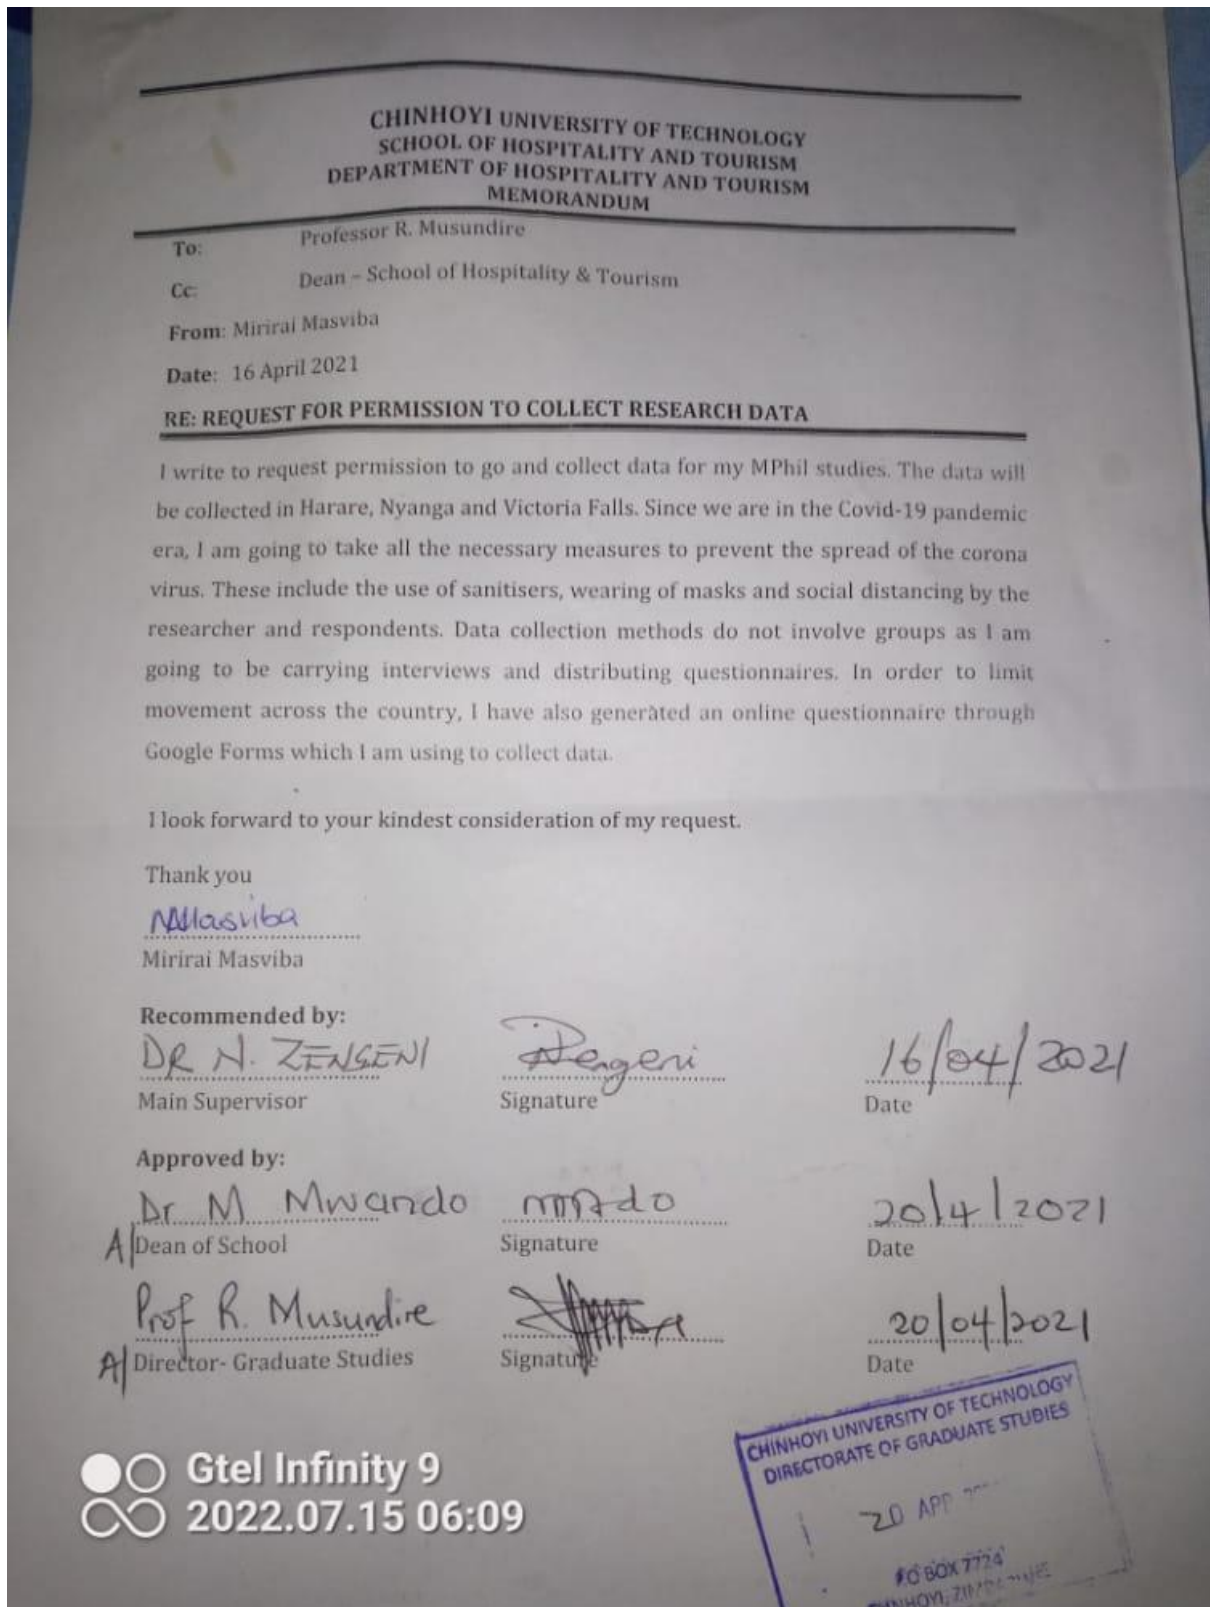 CHINHOYI UNIVERSITY OF TECHNOLOGY
SCHOOL OF HOSPITALITY AND TOURISM
DEPARTMENT OF HOSPITALITY AND TOURISM
MEMORANDUM
To: Professor R. Musundire
Cc: Dean – School of Hospitality & Tourism
From: Mirirai Masviba
Date: 16 April 2021
RE: REQUEST FOR PERMISSION TO COLLECT RESEARCH DATA
I write to request permission to go and collect data for my MPhil studies. The data will
be collected in Harare, Nyanga and Victoria Falls. Since we are in the Covid-19 pandemic
era, I am going to take all the necessary measures to prevent the spread of the corona
virus. These include the use of sanitisers, wearing of masks and social distancing by the
researcher and respondents. Data collection methods do not involve groups as I am
going to be carrying interviews and distributing questionnaires. In order to limit
movement across the country, I have also generated an online questionnaire through
Google Forms which I am using to collect data.
I look forward to your kindest consideration of my request.
Thank you
MMasviba
Mirirai Masviba
Recommended by:
DR N. ZENGENI 16/04/2021
Main Supervisor Signature Date
Approved by:
Dr M Mwando 20/4/2021
A/Dean of School Signature Date
Prof R. Musundire 20/04/2021
A/Director- Graduate Studies Signature Date
CHINHOYI UNIVERSITY OF TECHNOLOGY
DIRECTORATE OF GRADUATE STUDIES
20 APR
P.O BOX 7724
CHINHOYI, ZIMBABWE
Gtel Infinity 9
2022.07.15 06:09